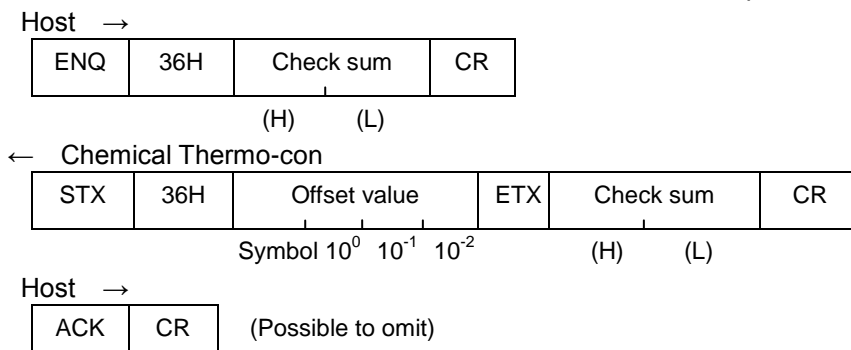 Host →
ENQ 36H Check sum CR
(H) (L)
← Chemical Thermo-con
STX 36H Offset value ETX Check sum CR
Symbol 10⁰ 10⁻¹ 10⁻² (H) (L)
Host →
ACK CR (Possible to omit)